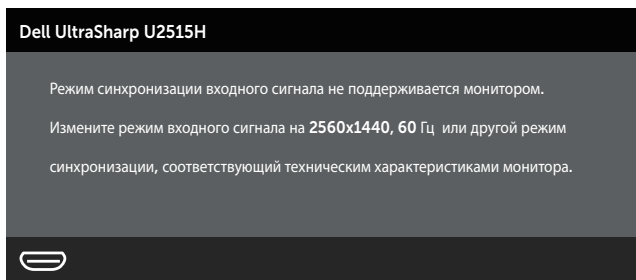 Dell UltraSharp U2515H
Режим синхронизации входного сигнала не поддерживается монитором.
Измените режим входного сигнала на 2560x1440, 60 Гц или другой режим
синхронизации, соответствующий техническим характеристиками монитора.